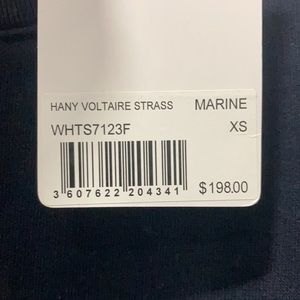 HANY VOLTAIRE STRASS MARINE
WHTS7123F XS
3 607622 204341 $198.00